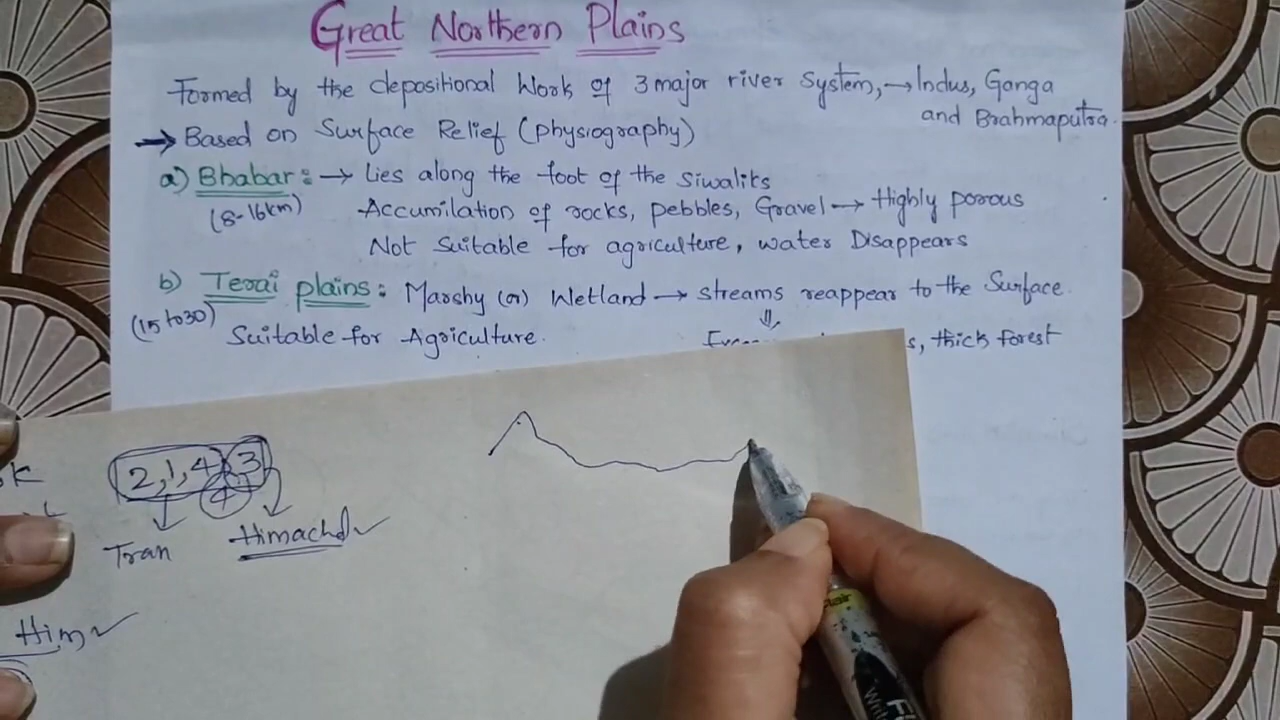 Great Northern Plains
Formed by the depositional Work of 3 major river System, → Indus, Ganga
and Brahmaputra.
→ Based on Surface Relief (physiography)
a) Bhabar: → Lies along the foot of the Siwaliks
(8-16km) Accumilation of rocks, pebbles, Gravel → Highly porous
Not Suitable for agriculture, water Disappears
b) Terai plains: Marshy (or) Wetland → streams reappear to the Surface.
(15 to 30) Suitable for Agriculture. ⇓
s, thick forest
2, 1, 4, 3
4
Tran Himachal ✓
Him ✓
Flair